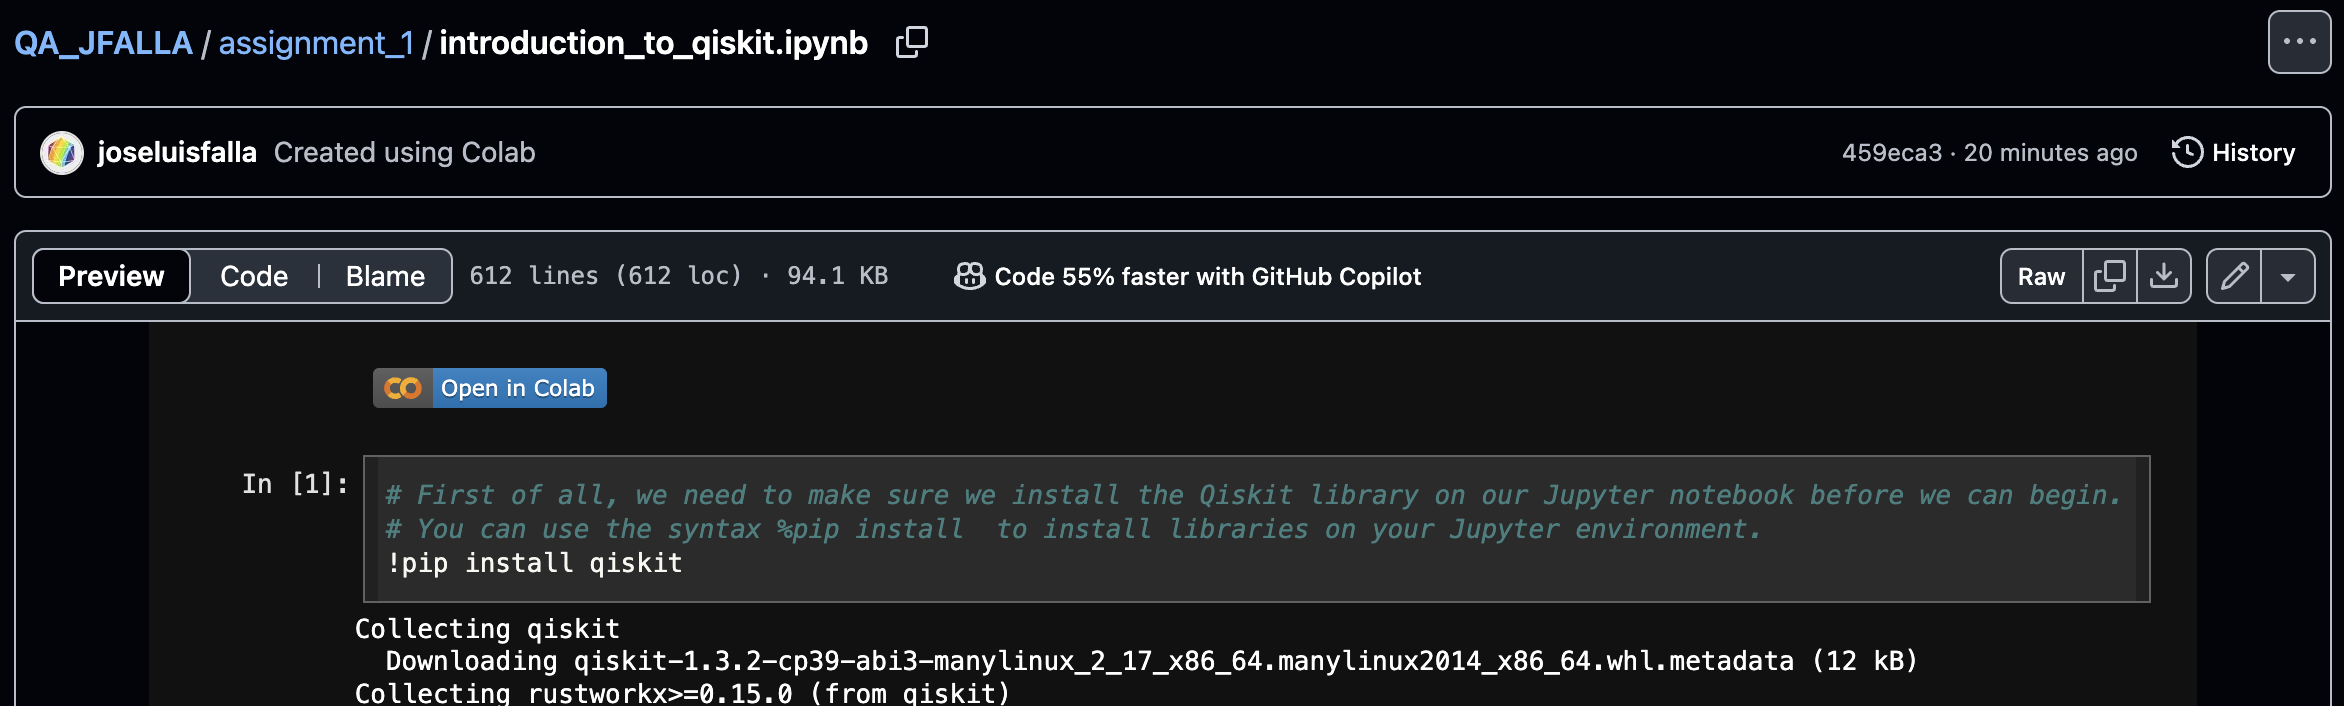 QA_JFALLA / assignment_1 / introduction_to_qiskit.ipynb
joseluisfalla Created using Colab 459eca3 · 20 minutes ago History
Preview Code Blame 612 lines (612 loc) · 94.1 KB Code 55% faster with GitHub Copilot Raw
Open in Colab
In [1]:
# First of all, we need to make sure we install the Qiskit library on our Jupyter notebook before we can begin.
# You can use the syntax %pip install  to install libraries on your Jupyter environment.
!pip install qiskit
Collecting qiskit
  Downloading qiskit-1.3.2-cp39-abi3-manylinux_2_17_x86_64.manylinux2014_x86_64.whl.metadata (12 kB)
Collecting rustworkx>=0.15.0 (from qiskit)